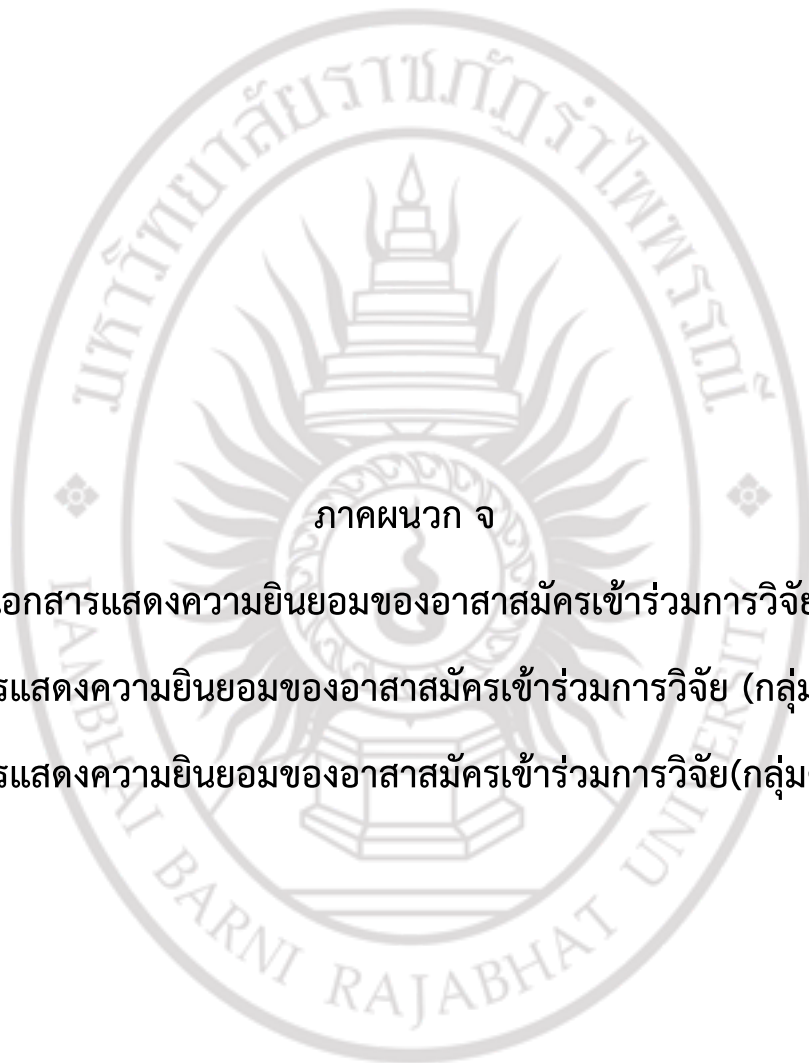 มหาวิทยาลัยราชภัฏรำไพพรรณี
ภาคผนวก จ
อกสารแสดงความยินยอมของอาสาสมัครเข้าร่วมการวิจัย
รแสดงความยินยอมของอาสาสมัครเข้าร่วมการวิจัย (กลุ่ม
รแสดงความยินยอมของอาสาสมัครเข้าร่วมการวิจัย(กลุ่ม
RAMBHAI BARNI RAJABHAT UNIVERSITY